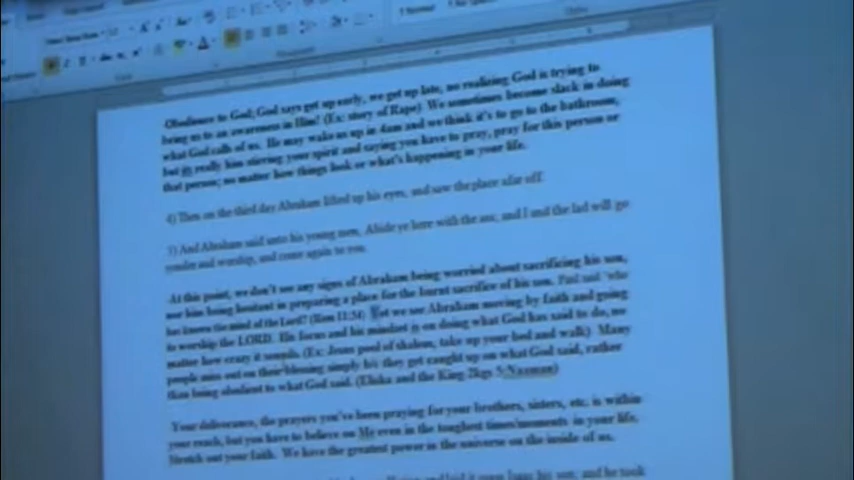 Obedience to God; God says get up early, we get up late, no realizing God is trying to
bring us to an awareness in Him! (Ex: story of Rape) We sometimes become slack in doing
what God calls of us. He may wake us up in 4am and we think it's to go to the bathroom,
but is really him stirring your spirit and saying you have to pray, pray for this person or
that person; no matter how things look or what's happening in your life.
4) Then on the third day Abraham lifted up his eyes, and saw the place afar off.
5) And Abraham said unto his young men, Abide ye here with the ass; and I and the lad will go
yonder and worship, and come again to you.
At this point, we don't see any signs of Abraham being worried about sacrificing his son,
nor him being hesitant in preparing a place for the burnt sacrifice of his son. Paul said 'who
has known the mind of the Lord? (Rom 11:34) Yet we see Abraham moving by faith and going
to worship the LORD. His focus and his mindset is on doing what God has said to do, no
matter how crazy it sounds. (Ex: Jesus pool of shalom, take up your bed and walk) Many
people miss out on their blessing simply they get caught up on what God said, rather
than being obedient to what God said. (Elisha and the King 2kgs 5:Naaman)
Your deliverance, the prayers you've been praying for your brothers, sisters, etc. is within
your reach, but you have to believe on Me even in the toughest times/moments in your life.
Stretch out your faith. We have the greatest power in the universe on the inside of us.
and laid it upon Isaac his son; and he took